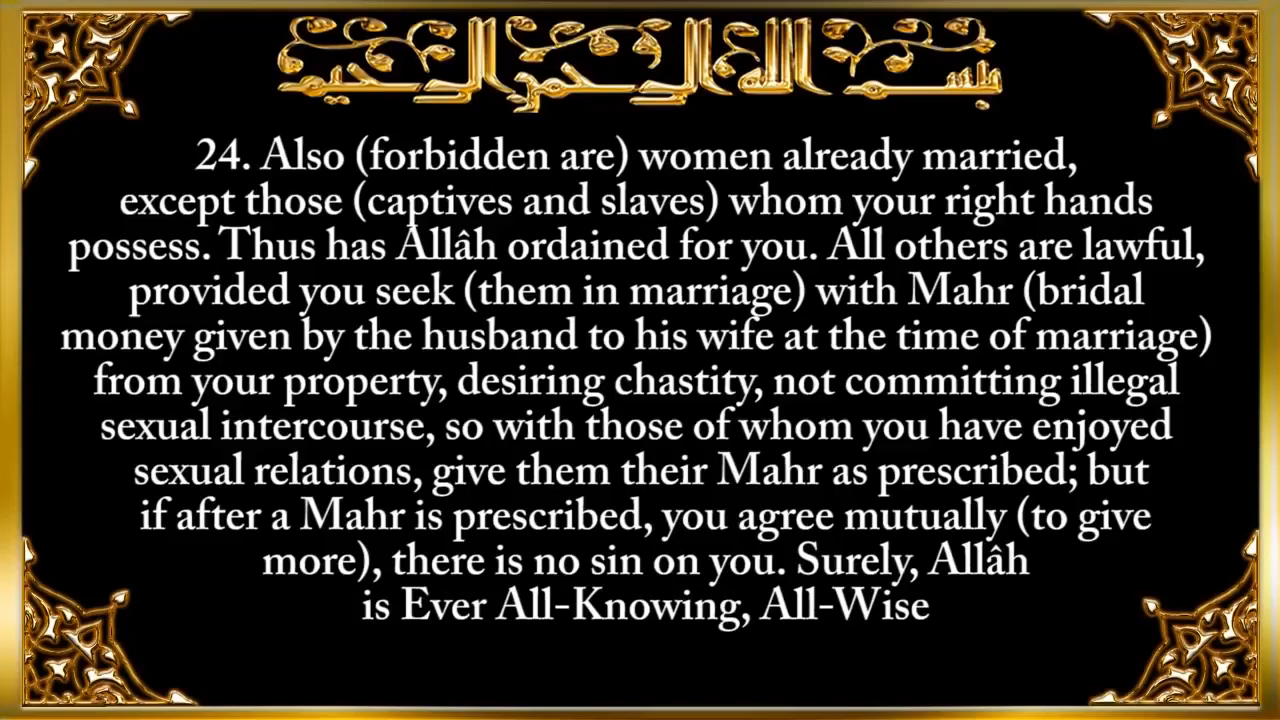 بسم الله الرحمن الرحيم
24. Also (forbidden are) women already married,
except those (captives and slaves) whom your right hands
possess. Thus has Allâh ordained for you. All others are lawful,
provided you seek (them in marriage) with Mahr (bridal
money given by the husband to his wife at the time of marriage)
from your property, desiring chastity, not committing illegal
sexual intercourse, so with those of whom you have enjoyed
sexual relations, give them their Mahr as prescribed; but
if after a Mahr is prescribed, you agree mutually (to give
more), there is no sin on you. Surely, Allâh
is Ever All-Knowing, All-Wise